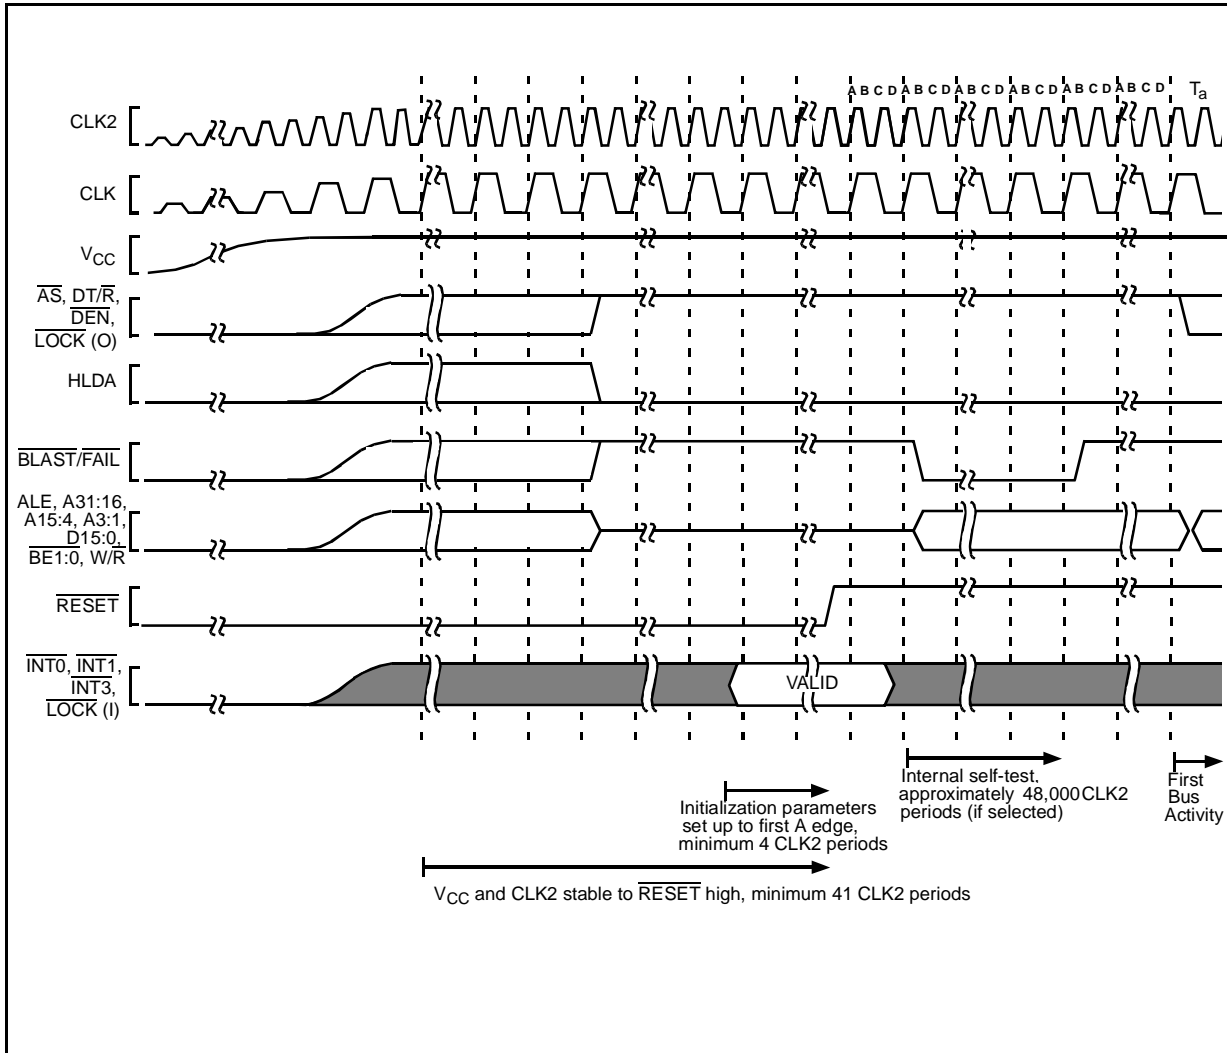 A B C D A B C D A B C D A B C D A B C D A B C D Ta
CLK2
CLK
VCC
AS, DT/R,
DEN,
LOCK (O)
HLDA
BLAST/FAIL
ALE, A31:16,
A15:4, A3:1,
D15:0,
BE1:0, W/R
RESET
INT0, INT1,
INT3,
LOCK (I)
VALID
Initialization parameters
set up to first A edge,
minimum 4 CLK2 periods
Internal self-test,
approximately 48,000 CLK2
periods (if selected)
First
Bus
Activity
VCC and CLK2 stable to RESET high, minimum 41 CLK2 periods